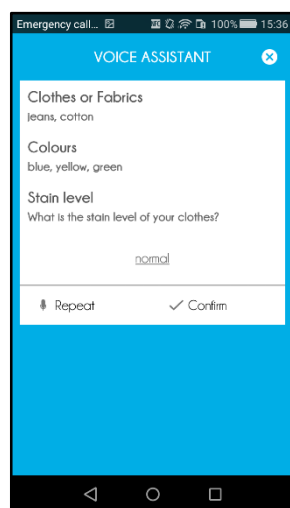 Emergency call... 100% 15:36
VOICE ASSISTANT
Clothes or Fabrics
jeans, cotton
Colours
blue, yellow, green
Stain level
What is the stain level of your clothes?
normal
Repeat Confirm